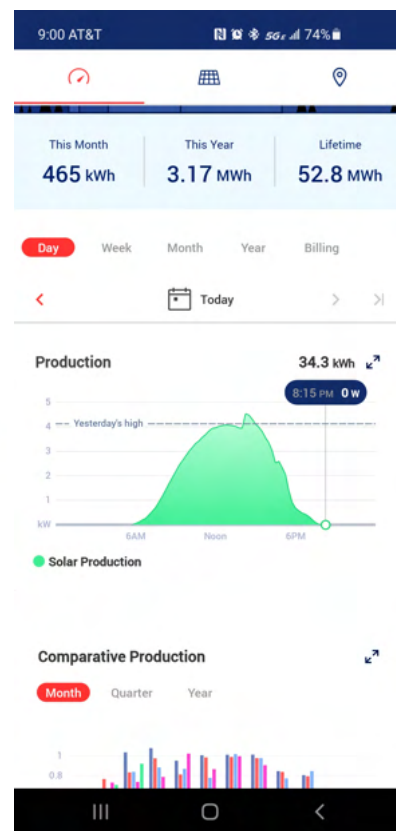 9:00 AT&T 5GE 74%
This Month This Year Lifetime
465 kWh 3.17 MWh 52.8 MWh
Day Week Month Year Billing
Today
Production 34.3 kWh
8:15 PM 0 W
5
4 Yesterday's high
3
2
1
kW
6AM Noon 6PM
Solar Production
Comparative Production
Month Quarter Year
1
0.8